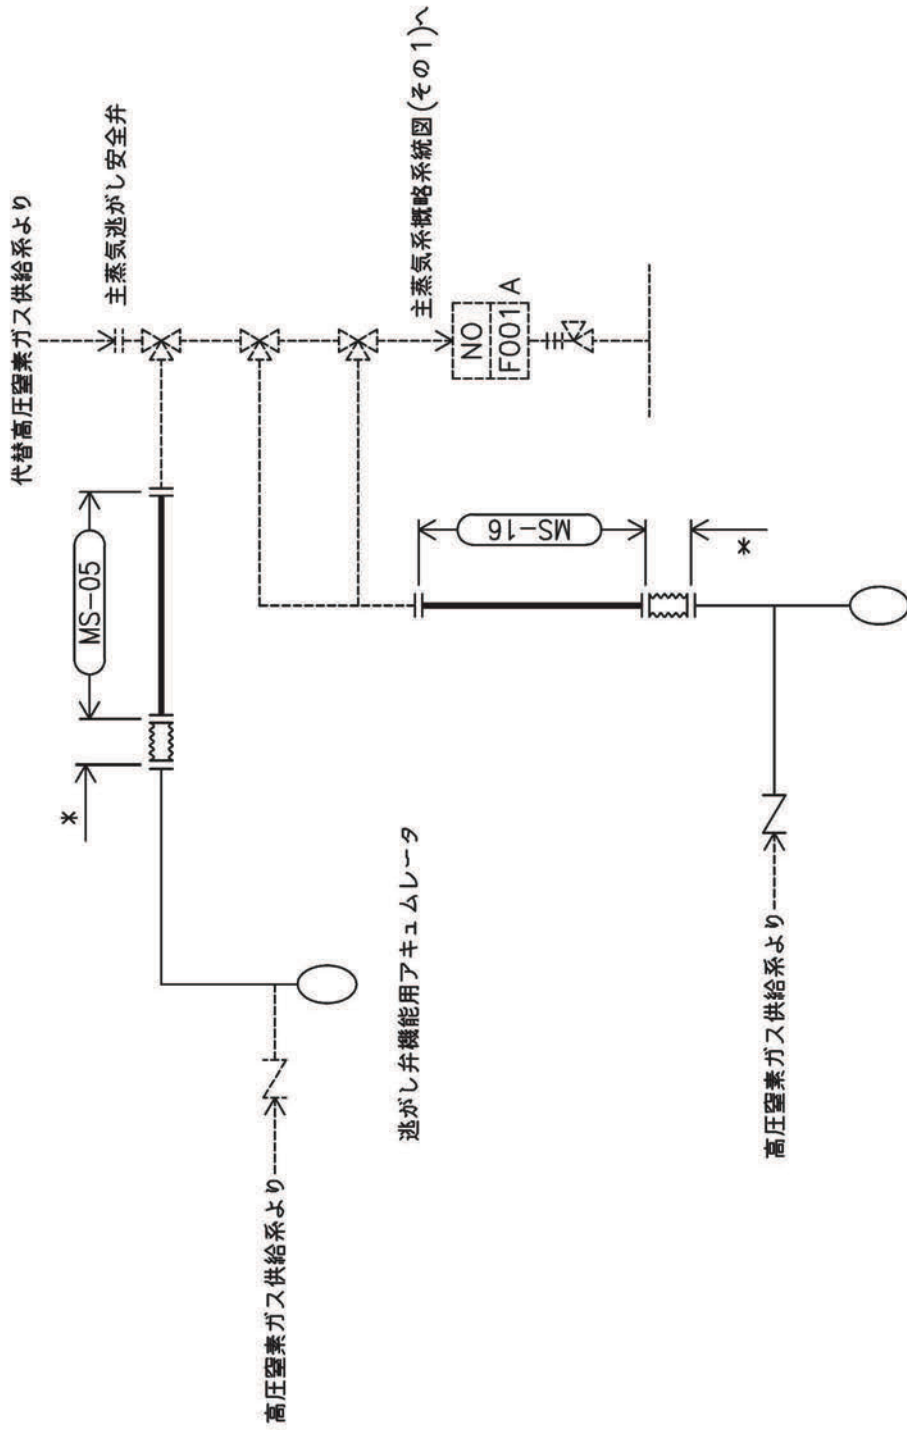 代替高圧窒素ガス供給系より
主蒸気逃がし安全弁
MS-05
*
主蒸気系概略系統図(その1)へ
NO
F001
A
MS-16
*
逃がし弁機能用アキュムレータ
高圧窒素ガス供給系より
高圧窒素ガス供給系より